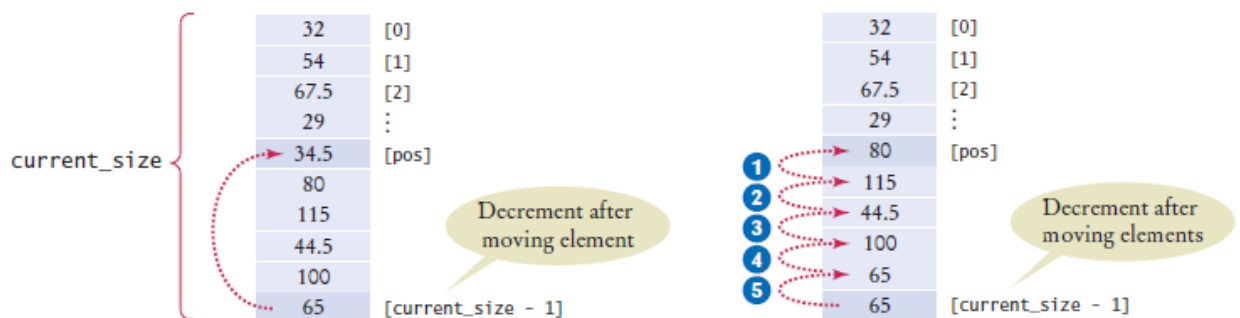 32 [0]
54 [1]
67.5 [2]
29 ⋮
current_size 34.5 [pos]
80
115
44.5
100
65 [current_size - 1]
Decrement after
moving element
32 [0]
54 [1]
67.5 [2]
29 ⋮
80 [pos]
1
115
2
44.5
3
100
4
65
5
65 [current_size - 1]
Decrement after
moving elements